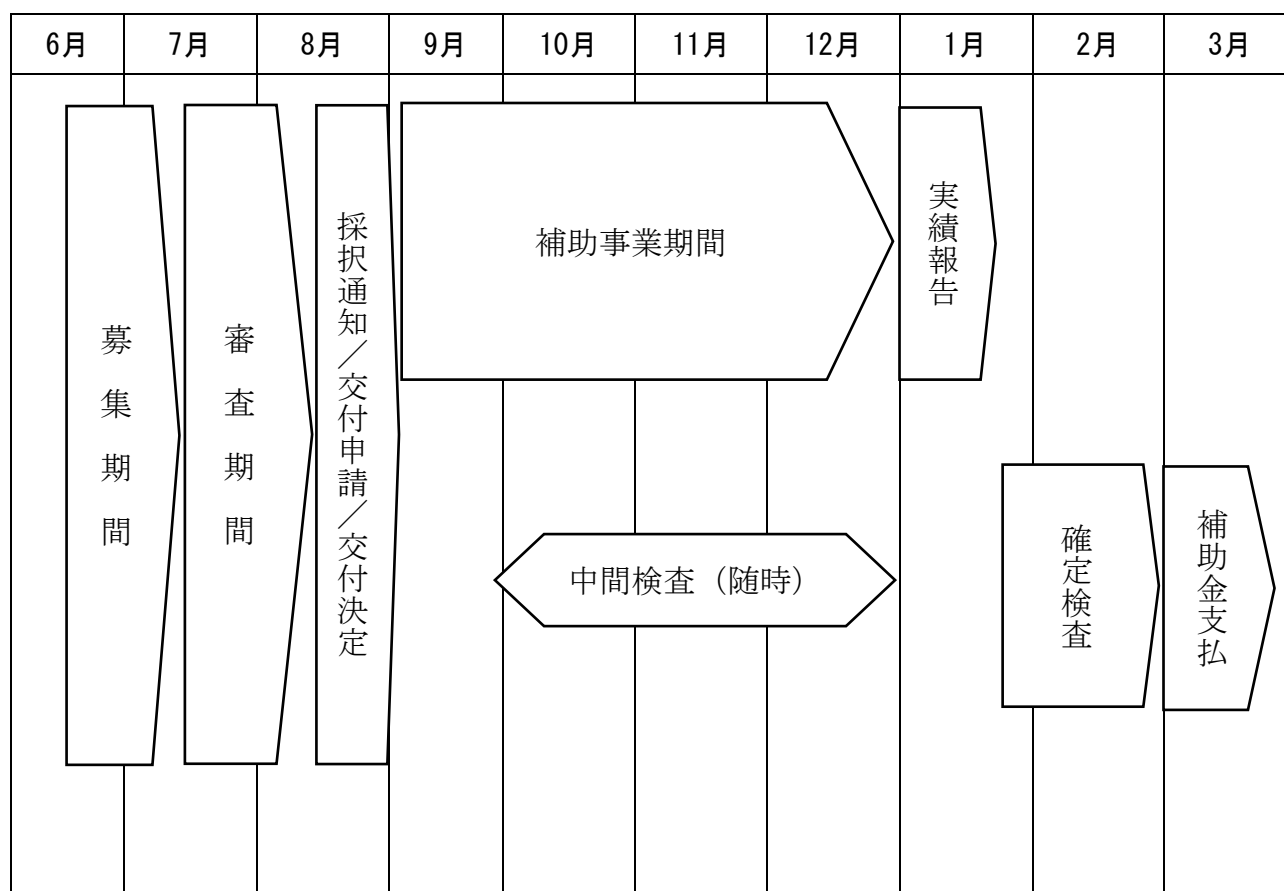 6月 7月 8月 9月 10月 11月 12月 1月 2月 3月
募集期間
審査期間
採択通知／交付申請／交付決定
補助事業期間
実績報告
中間検査（随時）
確定検査
補助金支払